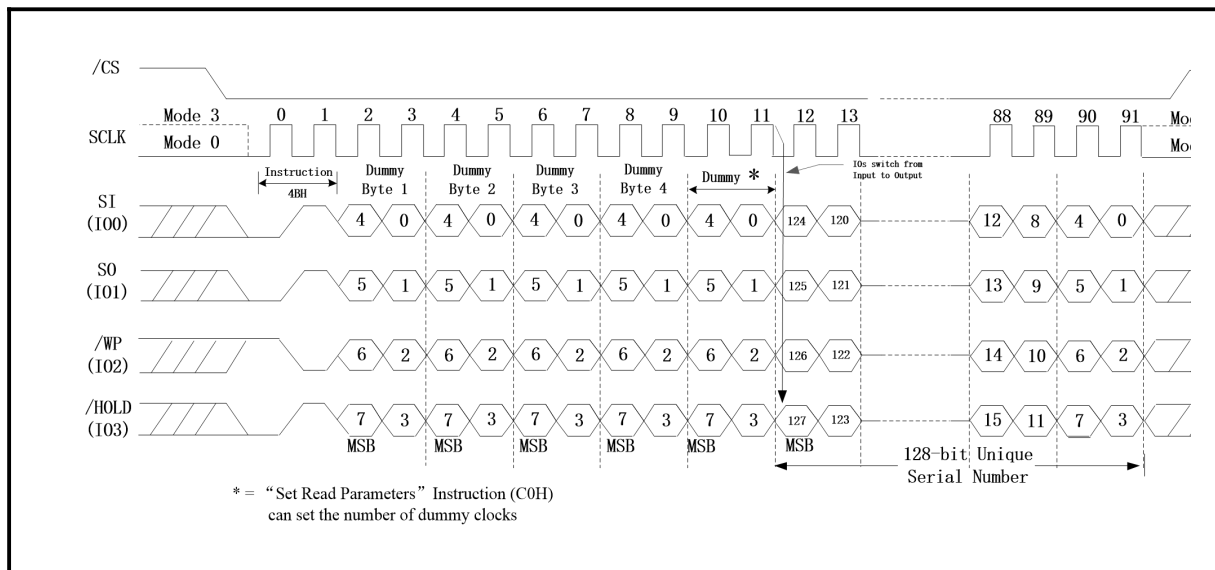 /CS
Mode 3 0 1 2 3 4 5 6 7 8 9 10 11 12 13 88 89 90 91
SCLK Mode 0
Instruction Dummy Dummy Dummy Dummy Dummy * IOs switch from
4BH Byte 1 Byte 2 Byte 3 Byte 4 Input to Output
SI
(IO0) 4 0 4 0 4 0 4 0 4 0 124 120 12 8 4 0
SO
(IO1) 5 1 5 1 5 1 5 1 5 1 125 121 13 9 5 1
/WP
(IO2) 6 2 6 2 6 2 6 2 6 2 126 122 14 10 6 2
/HOLD
(IO3) 7 3 7 3 7 3 7 3 7 3 127 123 15 11 7 3
MSB MSB MSB MSB MSB MSB
128-bit Unique
Serial Number
* = “Set Read Parameters” Instruction (C0H)
can set the number of dummy clocks